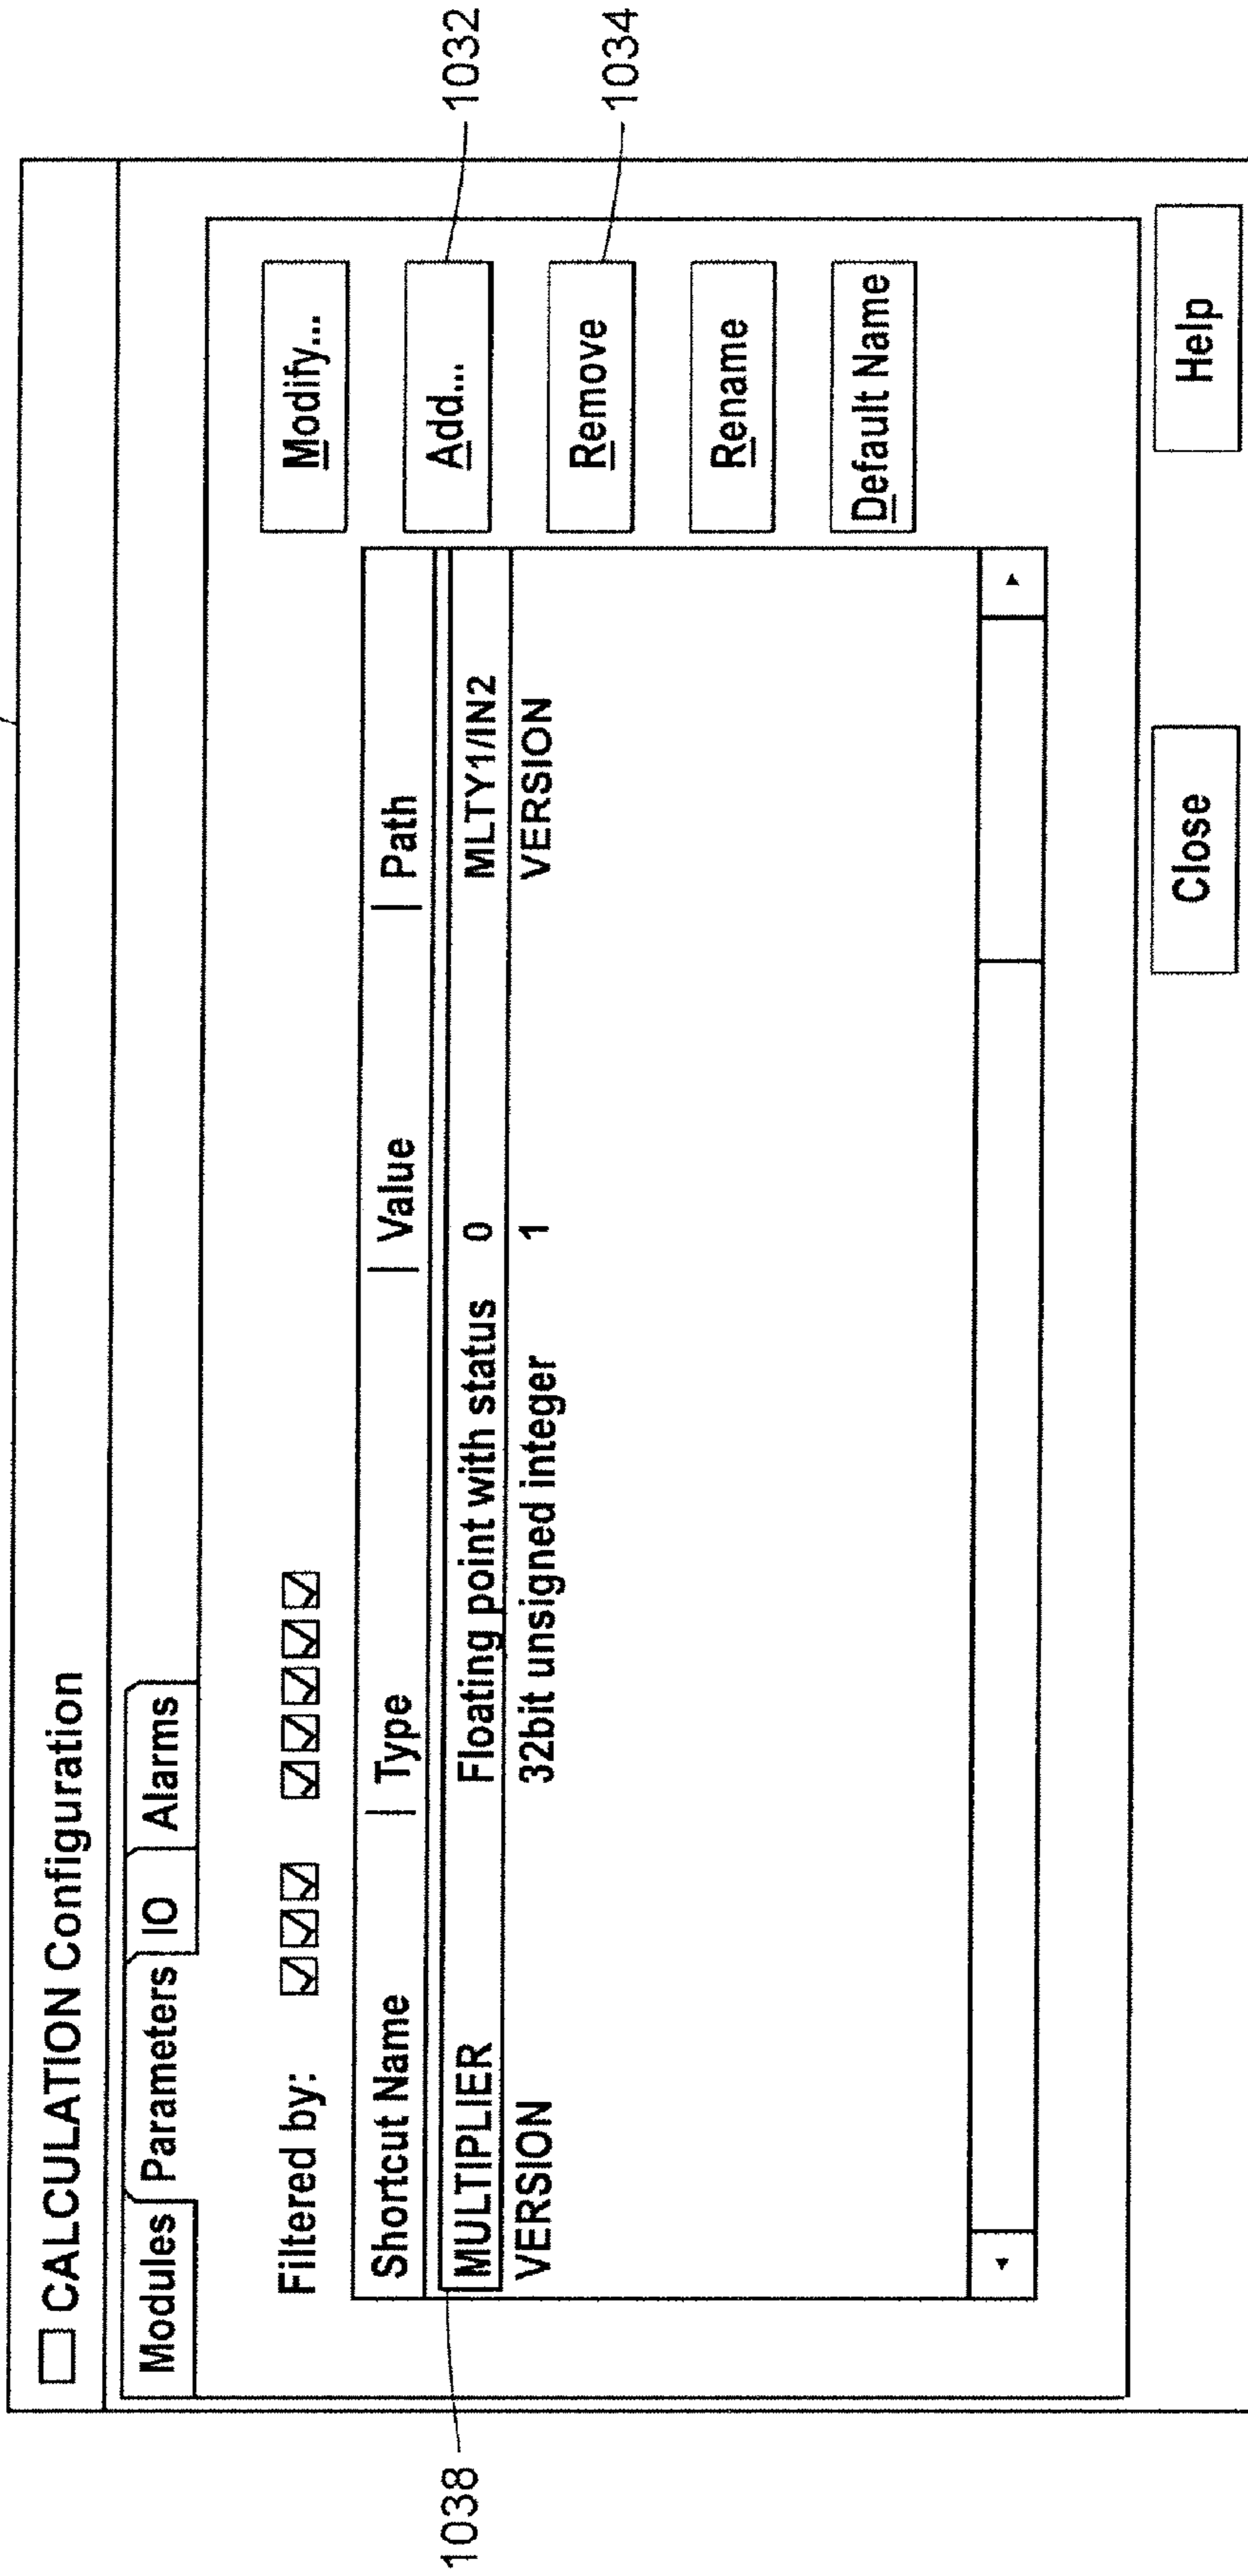 CALCULATION Configuration
Modules Parameters IO Alarms
Filtered by:
Modify...
Shortcut Name Type Value Path
1032
Add...
1038
MULTIPLIER Floating point with status 0 MLTY1/IN2
VERSION 32bit unsigned integer 1 VERSION
Remove
1034
Rename
Default Name
Close Help